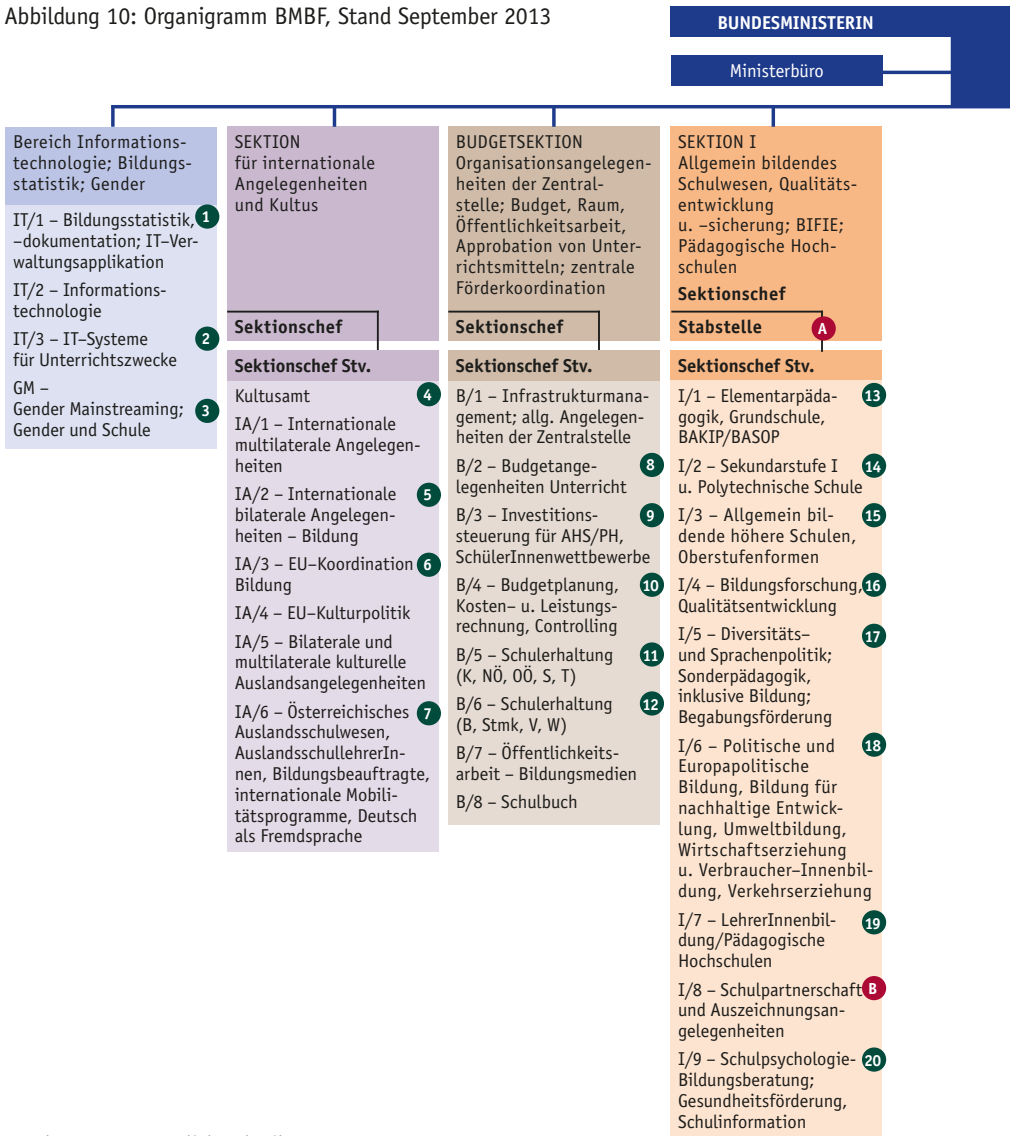 Abbildung 10: Organigramm BMBF, Stand September 2013
BUNDESMINISTERIN
Ministerbüro
Bereich Informations-
technologie; Bildungs-
statistik; Gender
IT/1 – Bildungsstatistik, 1
–dokumentation; IT–Ver-
waltungsapplikation
IT/2 – Informations-
technologie
IT/3 – IT–Systeme 2
für Unterrichtszwecke
GM –
Gender Mainstreaming; 3
Gender und Schule
SEKTION
für internationale
Angelegenheiten
und Kultus
Sektionschef
Sektionschef Stv.
Kultusamt 4
IA/1 – Internationale
multilaterale Angelegen-
heiten
IA/2 – Internationale 5
bilaterale Angelegen-
heiten – Bildung
IA/3 – EU–Koordination 6
Bildung
IA/4 – EU–Kulturpolitik
IA/5 – Bilaterale und
multilaterale kulturelle
Auslandsangelegenheiten
IA/6 – Österreichisches 7
Auslandsschulwesen,
AuslandsschullehrerIn-
nen, Bildungsbeauftragte,
internationale Mobili-
tätsprogramme, Deutsch
als Fremdsprache
BUDGETSEKTION
Organisationsangelegen-
heiten der Zentral-
stelle; Budget, Raum,
Öffentlichkeitsarbeit,
Approbation von Unter-
richtsmitteln; zentrale
Förderkoordination
Sektionschef
Sektionschef Stv.
B/1 – Infrastrukturmana-
gement; allg. Angelegen-
heiten der Zentralstelle
B/2 – Budgetange- 8
legenheiten Unterricht
B/3 – Investitions- 9
steuerung für AHS/PH,
SchülerInnenwettbewerbe
B/4 – Budgetplanung, 10
Kosten– u. Leistungs-
rechnung, Controlling
B/5 – Schulerhaltung 11
(K, NÖ, OÖ, S, T)
B/6 – Schulerhaltung 12
(B, Stmk, V, W)
B/7 – Öffentlichkeits-
arbeit – Bildungsmedien
B/8 – Schulbuch
SEKTION I
Allgemein bildendes
Schulwesen, Qualitäts-
entwicklung
u. –sicherung; BIFIE;
Pädagogische Hoch-
schulen
Sektionschef
Stabstelle A
Sektionschef Stv.
I/1 – Elementarpäda- 13
gogik, Grundschule,
BAKIP/BASOP
I/2 – Sekundarstufe I 14
u. Polytechnische Schule
I/3 – Allgemein bil- 15
dende höhere Schulen,
Oberstufenformen
I/4 – Bildungsforschung, 16
Qualitätsentwicklung
I/5 – Diversitäts– 17
und Sprachenpolitik;
Sonderpädagogik,
inklusive Bildung;
Begabungsförderung
I/6 – Politische und 18
Europapolitische
Bildung, Bildung für
nachhaltige Entwick-
lung, Umweltbildung,
Wirtschaftserziehung
u. Verbraucher–Innenbil-
dung, Verkehrserziehung
I/7 – LehrerInnenbil- 19
dung/Pädagogische
Hochschulen
I/8 – Schulpartnerschaft B
und Auszeichnungsan-
gelegenheiten
I/9 – Schulpsychologie- 20
Bildungsberatung;
Gesundheitsförderung,
Schulinformation